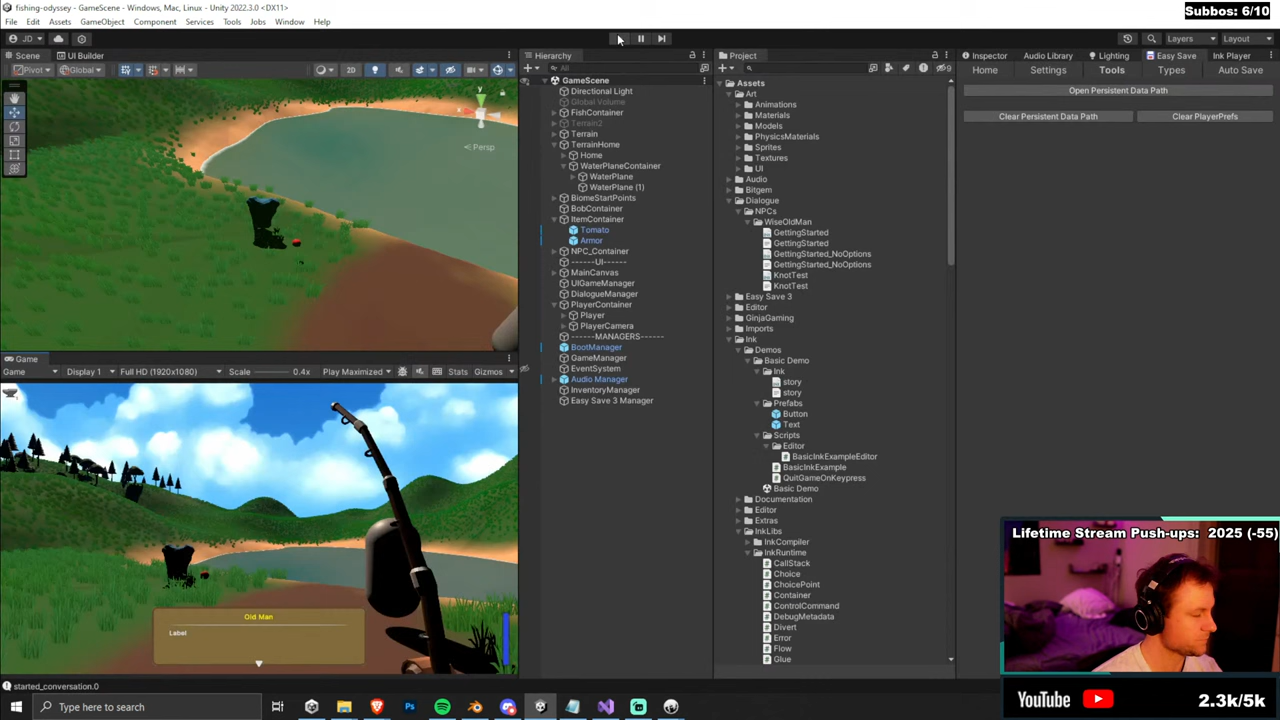 fishing-odyssey - GameScene - Windows, Mac, Linux - Unity 2022.3.0 <DX11>
Subbos: 6/10
File Edit Assets GameObject Component Services Tools Jobs Window Help
JD
Layers Layout
Scene UI Builder
Pivot Global 2D
Persp
Game
Game Display 1 Full HD (1920x1080) Scale 0.4x Play Maximized Stats Gizmos
Old Man
Label
started_conversation.0
Hierarchy
All
GameScene
Directional Light
Global Volume
FishContainer
Terrain2
Terrain
TerrainHome
Home
WaterPlaneContainer
WaterPlane
WaterPlane (1)
BiomeStartPoints
BobContainer
ItemContainer
Tomato
Armor
NPC_Container
------UI------
MainCanvas
UIGameManager
DialogueManager
PlayerContainer
Player
PlayerCamera
------MANAGERS------
BootManager
GameManager
EventSystem
Audio Manager
InventoryManager
Easy Save 3 Manager
Project
9
Assets
Art
Animations
Materials
Models
PhysicsMaterials
Sprites
Textures
UI
Audio
Bitgem
Dialogue
NPCs
WiseOldMan
GettingStarted
GettingStarted
GettingStarted_NoOptions
GettingStarted_NoOptions
KnotTest
KnotTest
Easy Save 3
Editor
GinjaGaming
Imports
Ink
Demos
Basic Demo
Ink
story
story
Prefabs
Button
Text
Scripts
Editor
BasicInkExampleEditor
BasicInkExample
QuitGameOnKeypress
Basic Demo
Documentation
Editor
Extras
InkLibs
InkCompiler
InkRuntime
CallStack
Choice
ChoicePoint
Container
ControlCommand
DebugMetadata
Divert
Error
Flow
Glue
Inspector Audio Library Lighting Easy Save Ink Player
Home Settings Tools Types Auto Save
Open Persistent Data Path
Clear Persistent Data Path Clear PlayerPrefs
Lifetime Stream Push-ups: 2025 (-55)
Type here to search
YouTube 2.3k/5k